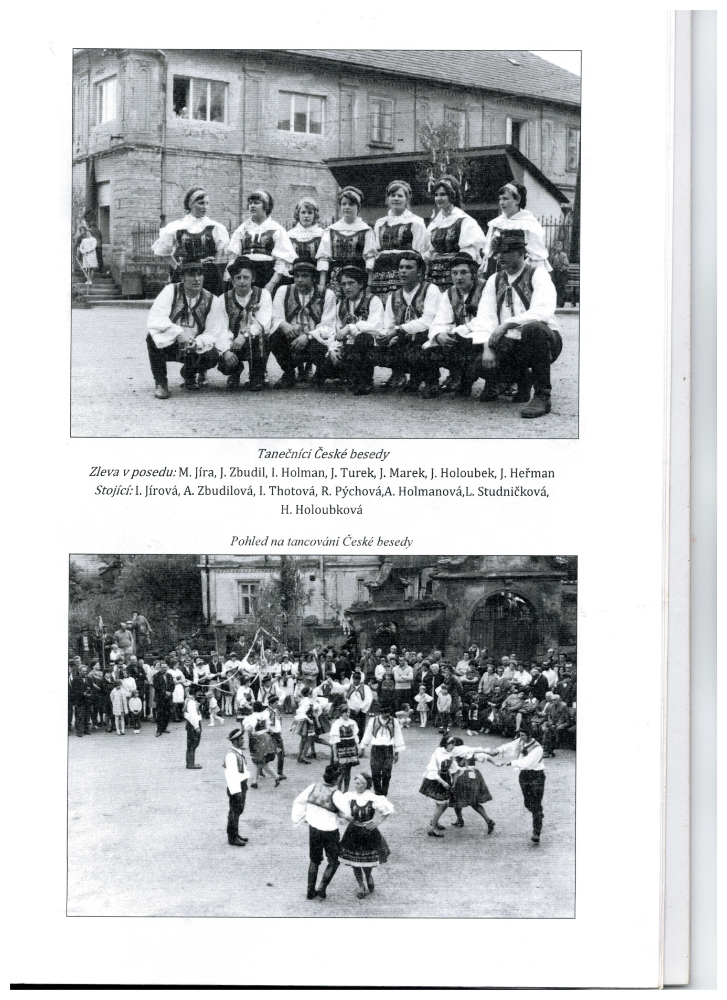 Tanečníci České besedy
Zleva v posedu: M. Jíra, J. Zbudil, I. Holman, J. Turek, J. Marek, J. Holoubek, J. Heřman
Stojící: I. Jírová, A. Zbudilová, I. Thotová, R. Pýchová,A. Holmanová,L. Studničková,
H. Holoubková
Pohled na tancování České besedy